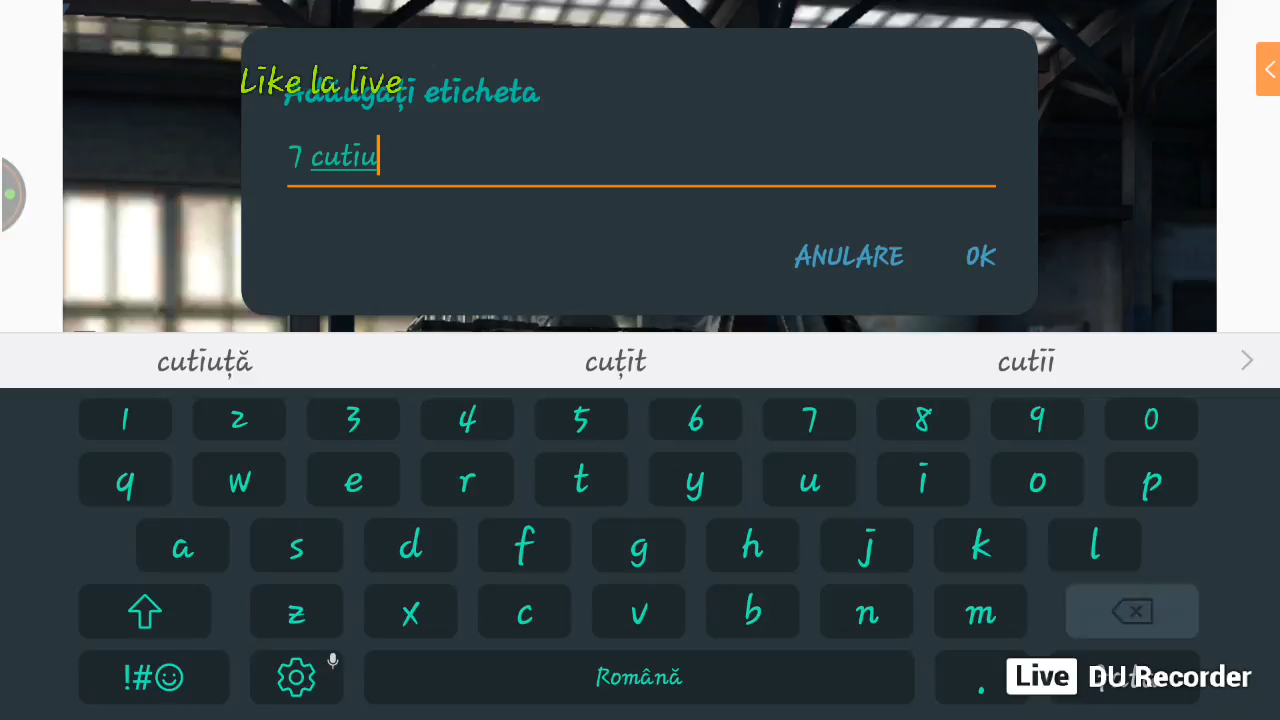 Like la live
Adăugați eticheta
7 cutiu
ANULARE OK
cutiuță cuțit cutii
1 2 3 4 5 6 7 8 9 0
q w e r t y u i o p
a s d f g h j k l
z x c v b n m
!#☺ Română .
Live DU Recorder